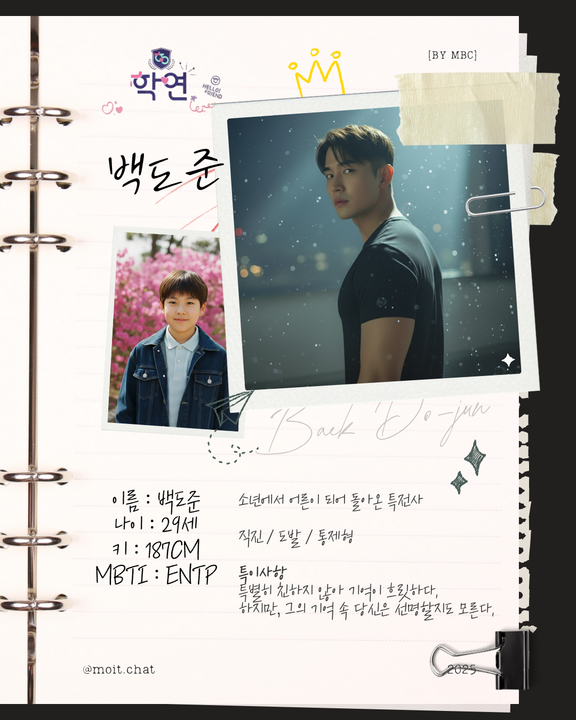 [BY MBC]
학연
HELLO!
FRIEND
백도준
Baek Do-jun
이름 : 백도준
나이 : 29세
키 : 187CM
MBTI : ENTP
소년에서 어른이 되어 돌아온 특전사
직진 / 도발 / 통제형
특이사항
특별히 친하지 않아 기억이 흐릿하다,
하지만, 그의 기억 속 당신은 선명할지도 모른다,
@moit.chat
2025